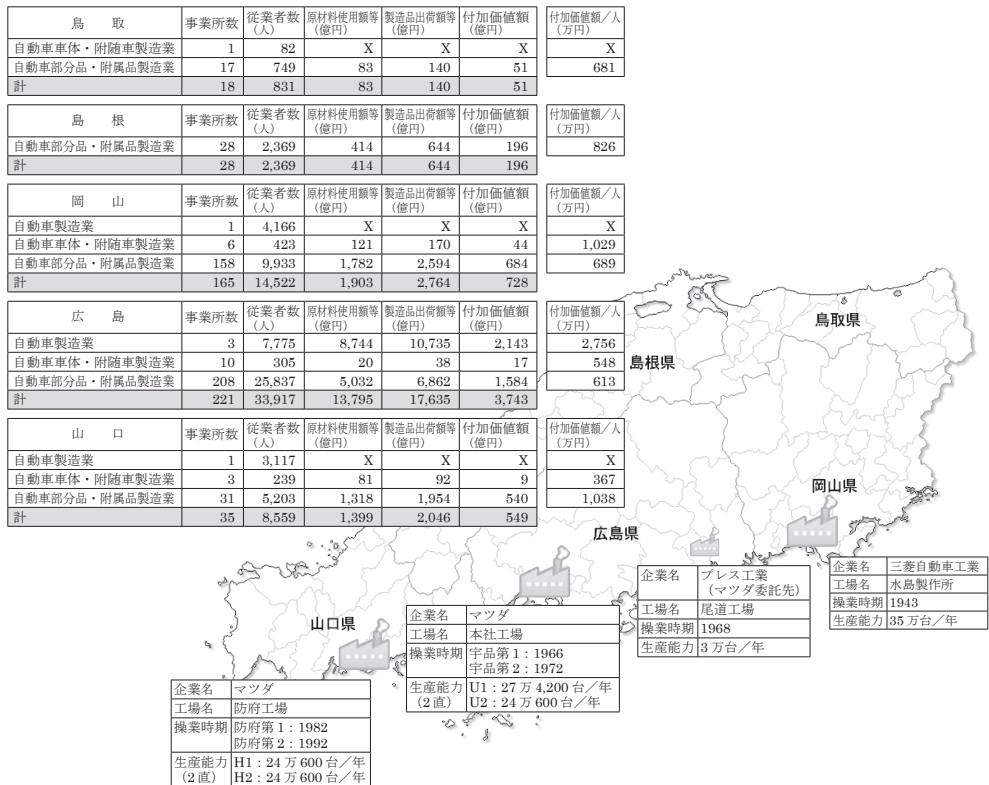 鳥　取 事業所数 従業者数（人） 原材料使用額等（億円） 製造品出荷額等（億円） 付加価値額（億円） 付加価値額／人（万円）
自動車車体・附随車製造業 1 82 X X X X
自動車部分品・附属品製造業 17 749 83 140 51 681
計 18 831 83 140 51
島　根 事業所数 従業者数（人） 原材料使用額等（億円） 製造品出荷額等（億円） 付加価値額（億円） 付加価値額／人（万円）
自動車部分品・附属品製造業 28 2,369 414 644 196 826
計 28 2,369 414 644 196
岡　山 事業所数 従業者数（人） 原材料使用額等（億円） 製造品出荷額等（億円） 付加価値額（億円） 付加価値額／人（万円）
自動車製造業 1 4,166 X X X X
自動車車体・附随車製造業 6 423 121 170 44 1,029
自動車部分品・附属品製造業 158 9,933 1,782 2,594 684 689
計 165 14,522 1,903 2,764 728
広　島 事業所数 従業者数（人） 原材料使用額等（億円） 製造品出荷額等（億円） 付加価値額（億円） 付加価値額／人（万円）
自動車製造業 3 7,775 8,744 10,735 2,143 2,756
自動車車体・附随車製造業 10 305 20 38 17 548
自動車部分品・附属品製造業 208 25,837 5,032 6,862 1,584 613
計 221 33,917 13,795 17,635 3,743
山　口 事業所数 従業者数（人） 原材料使用額等（億円） 製造品出荷額等（億円） 付加価値額（億円） 付加価値額／人（万円）
自動車製造業 1 3,117 X X X X
自動車車体・附随車製造業 3 239 81 92 9 367
自動車部分品・附属品製造業 31 5,203 1,318 1,954 540 1,038
計 35 8,559 1,399 2,046 549
鳥取県
島根県
岡山県
広島県
山口県
企業名 三菱自動車工業
工場名 水島製作所
操業時期 1943
生産能力 35万台／年
企業名 プレス工業
（マツダ委託先）
工場名 尾道工場
操業時期 1968
生産能力 3万台／年
企業名 マツダ
工場名 本社工場
操業時期 宇品第1：1966
宇品第2：1972
生産能力 U1：27万4,200台／年
（2直） U2：24万600台／年
企業名 マツダ
工場名 防府工場
操業時期 防府第1：1982
防府第2：1992
生産能力 H1：24万600台／年
（2直） H2：24万600台／年